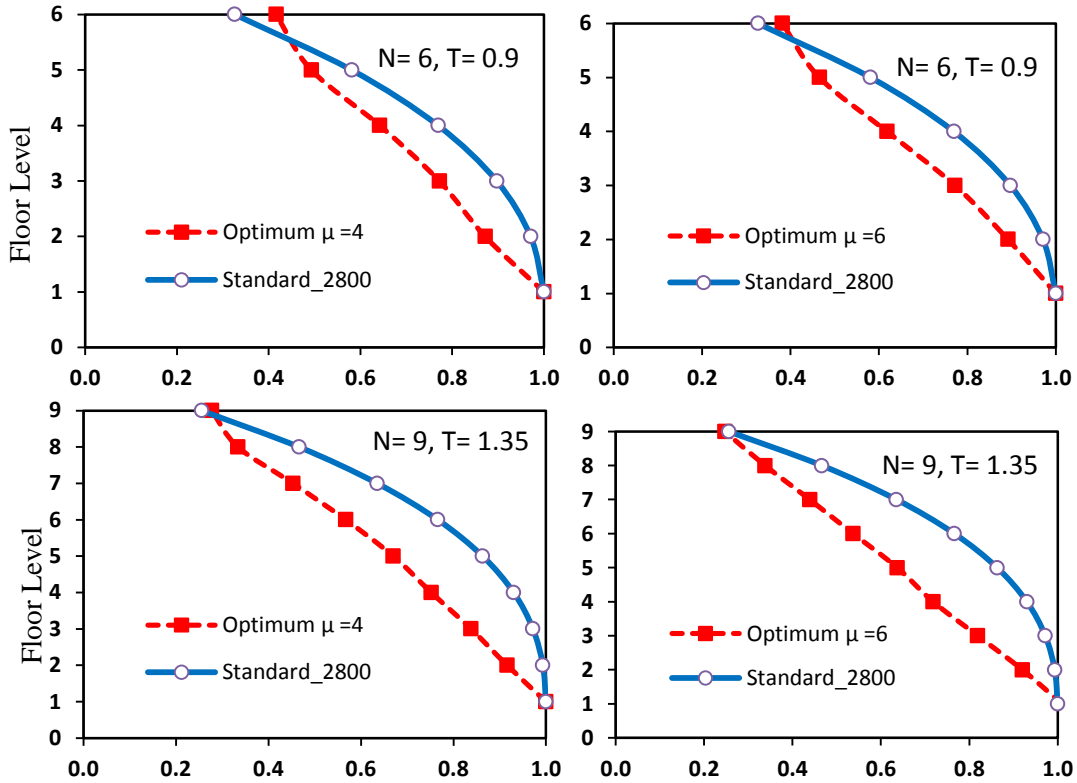 6
5
4
3
2
1
0
Floor Level
N= 6, T= 0.9
Optimum μ =4
Standard_2800
0.0 0.2 0.4 0.6 0.8 1.0
6
5
4
3
2
1
0
N= 6, T= 0.9
Optimum μ =6
Standard_2800
0.0 0.2 0.4 0.6 0.8 1.0
9
8
7
6
5
4
3
2
1
0
Floor Level
N= 9, T= 1.35
Optimum μ =4
Standard_2800
0.0 0.2 0.4 0.6 0.8 1.0
9
8
7
6
5
4
3
2
1
0
N= 9, T= 1.35
Optimum μ =6
Standard_2800
0.0 0.2 0.4 0.6 0.8 1.0